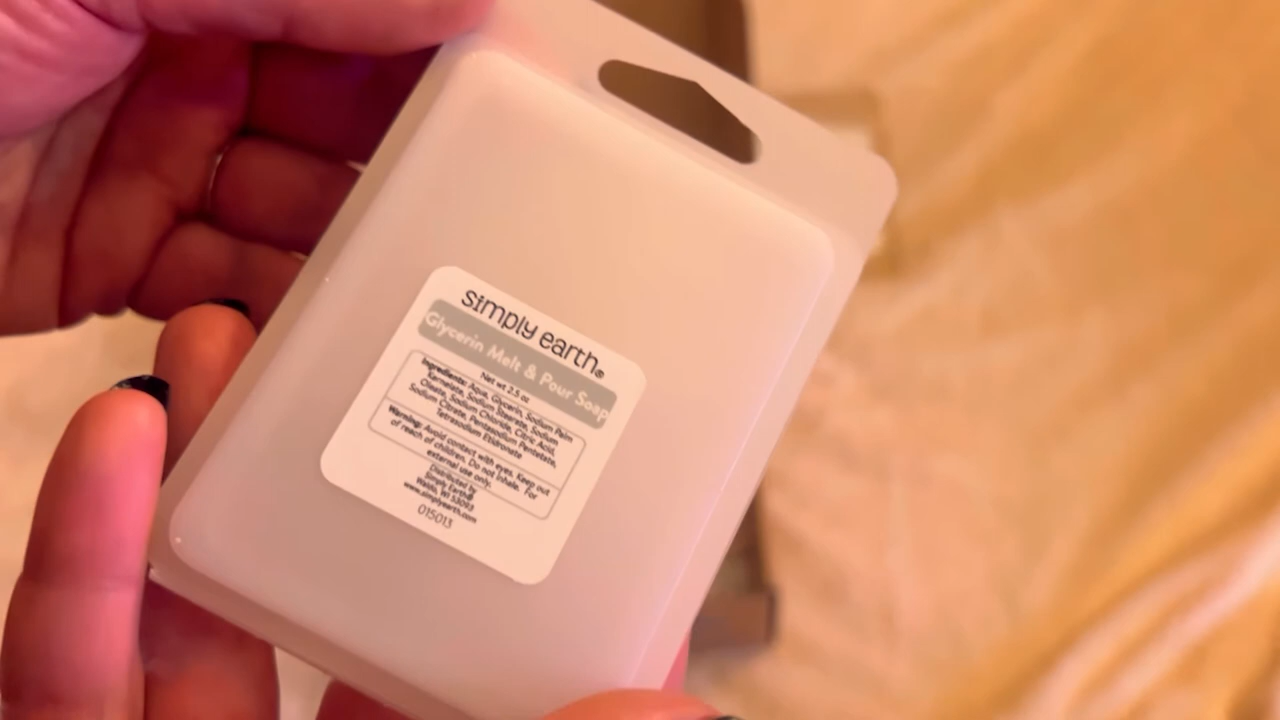 simply earth®
Glycerin Melt & Pour Soap
Net wt 2.5 oz
Ingredients: Aqua, Glycerin, Sodium Palm
Kernelate, Sodium Stearate, Sodium
Oleate, Sodium Chloride, Citric Acid,
Sodium Citrate, Pentasodium Pentetate,
Tetrasodium Etidronate
Warning: Avoid contact with eyes. Keep out
of reach of children. Do not Inhale. For
external use only.
Distributed by
Simply Earth®
Waldo, WI 53093
www.simplyearth.com
015013